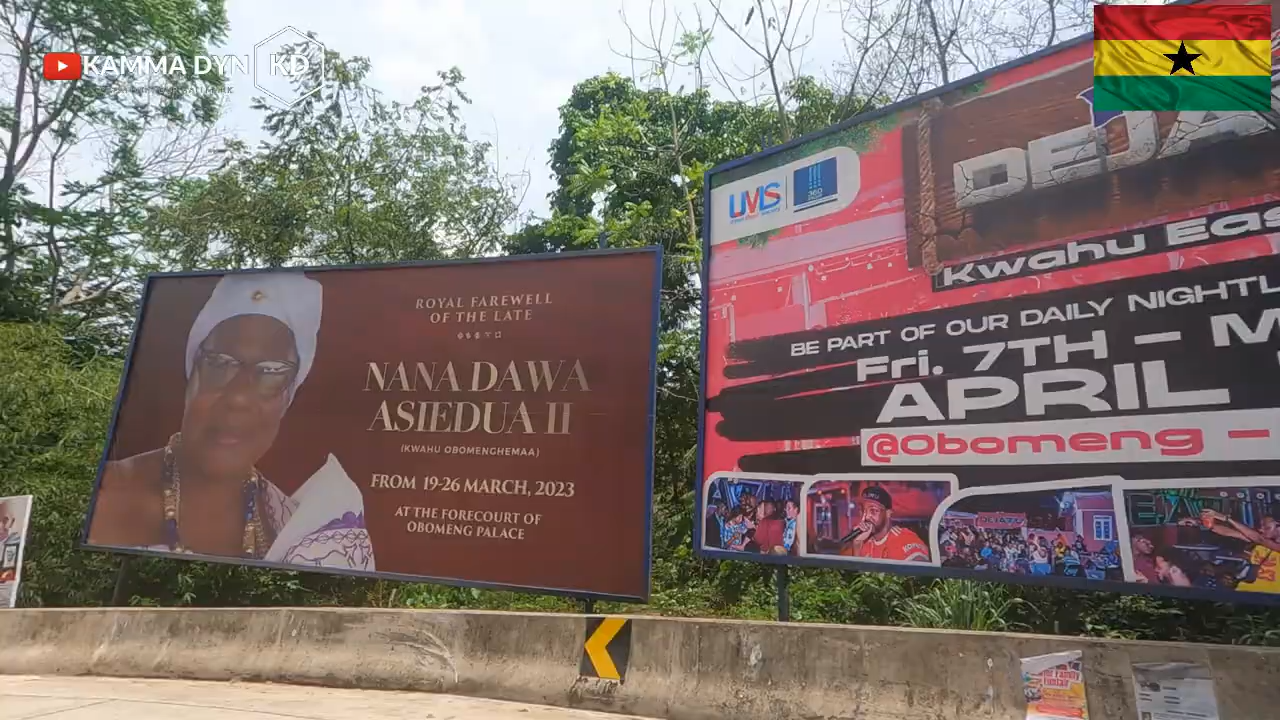 KAMMA DYN
KD
ROYAL FAREWELL
OF THE LATE
NANA DAWA
ASIEDUA II
(KWAHU OBOMENGHEMAA)
FROM 19-26 MARCH, 2023
AT THE FORECOURT OF
OBOMENG PALACE
UMS
360
DEJA
Kwahu Eas
BE PART OF OUR DAILY NIGHTL
Fri. 7TH – M
APRIL
@Obomeng –